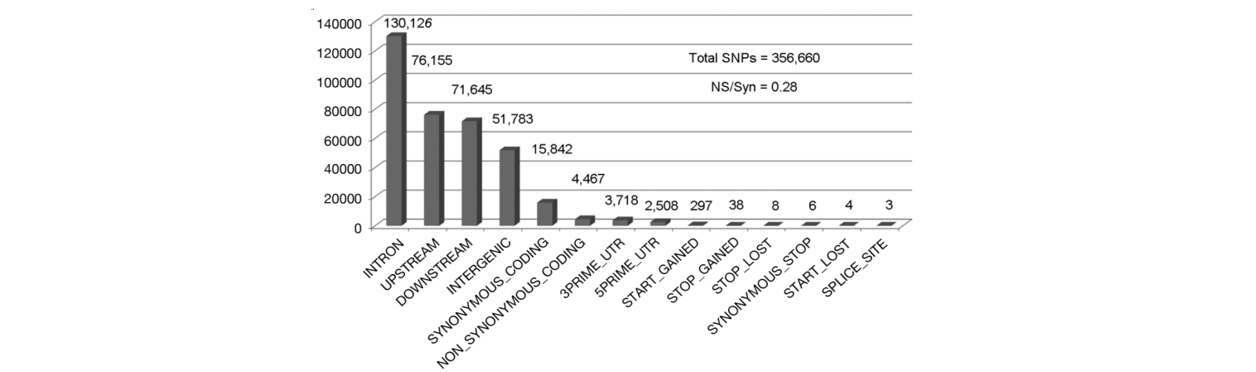 140000
120000
100000
80000
60000
40000
20000
0
130,126
76,155
71,645
51,783
15,842
4,467
3,718
2,508
297
38
8
6
4
3
Total SNPs = 356,660
NS/Syn = 0.28
INTRON
UPSTREAM
DOWNSTREAM
INTERGENIC
SYNONYMOUS_CODING
NON_SYNONYMOUS_CODING
3PRIME_UTR
5PRIME_UTR
START_GAINED
STOP_GAINED
STOP_LOST
SYNONYMOUS_STOP
START_LOST
SPLICE_SITE